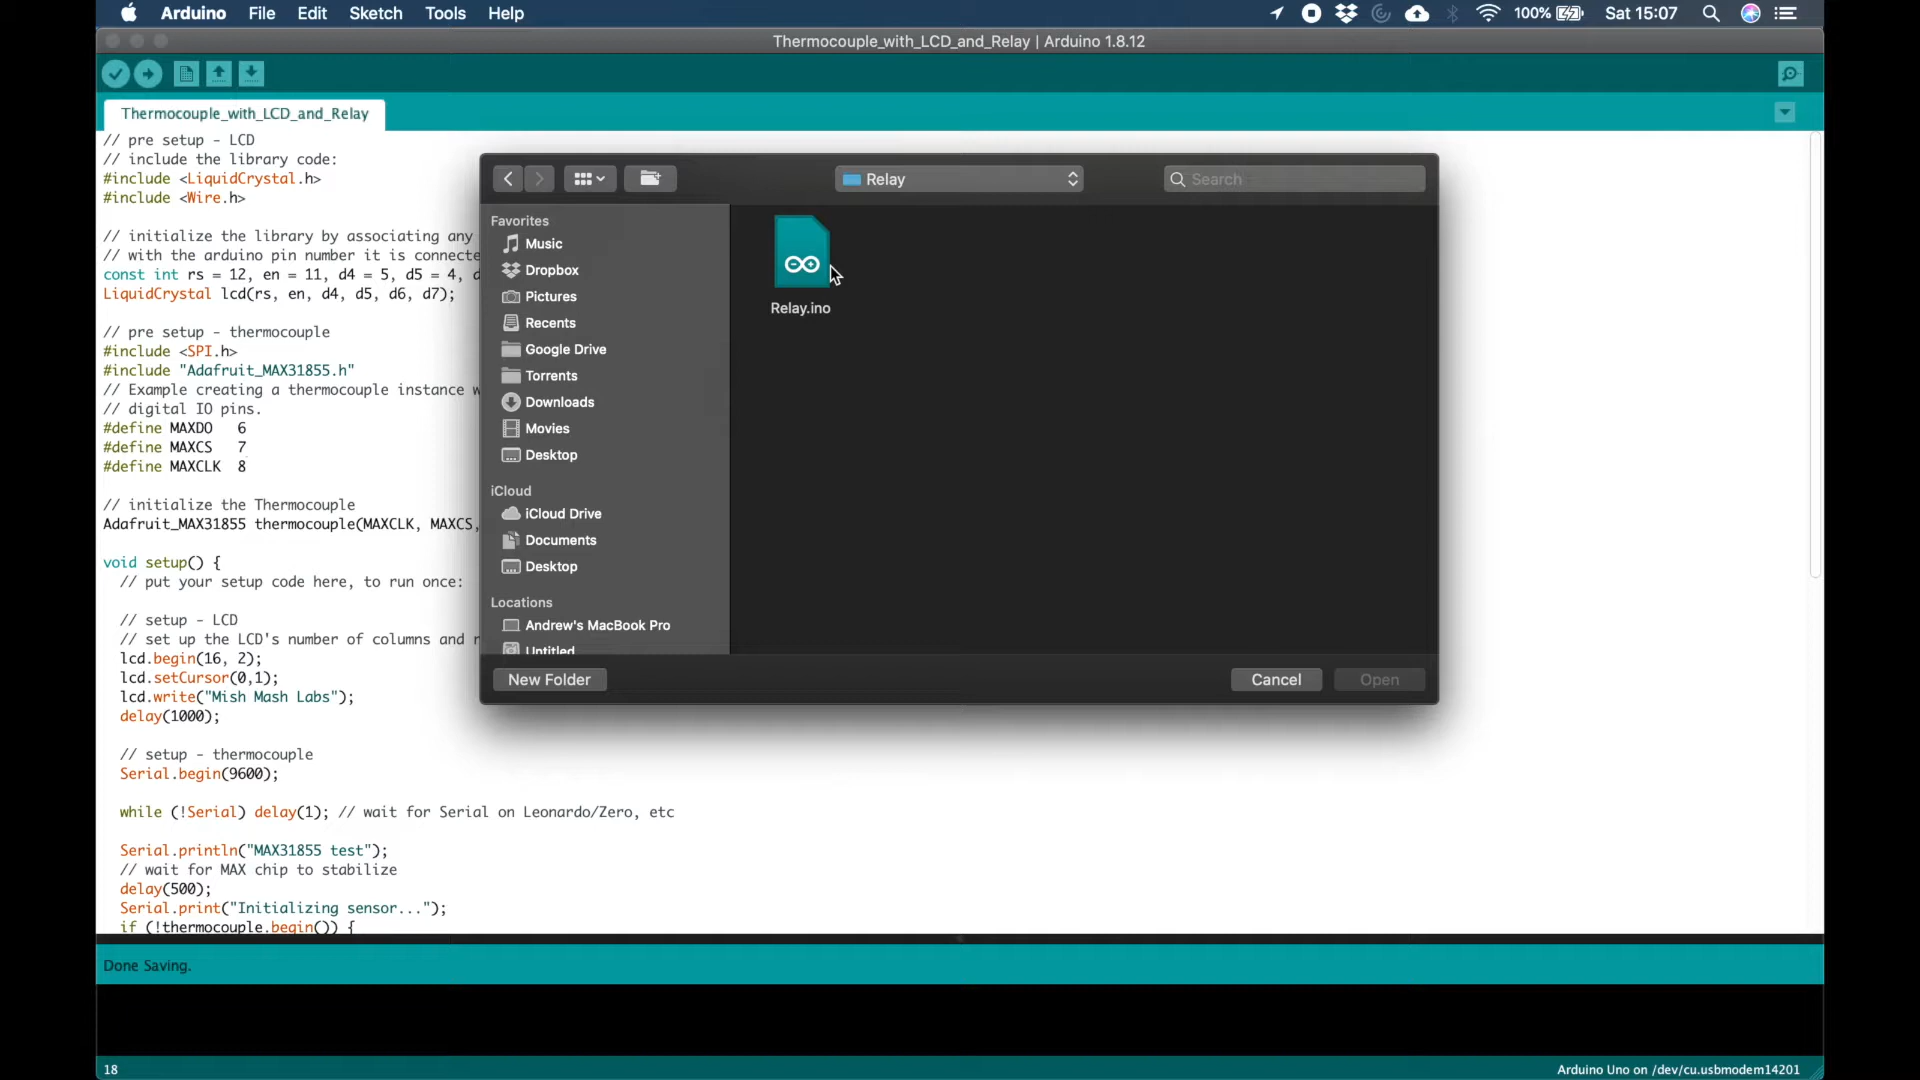 Arduino File Edit Sketch Tools Help 100% Sat 15:07
Thermocouple_with_LCD_and_Relay | Arduino 1.8.12
Thermocouple_with_LCD_and_Relay
// pre setup - LCD
// include the library code:
#include <LiquidCrystal.h>
#include <Wire.h>
// initialize the library by associating any
// with the arduino pin number it is connecte
const int rs = 12, en = 11, d4 = 5, d5 = 4, d
LiquidCrystal lcd(rs, en, d4, d5, d6, d7);
// pre setup - thermocouple
#include <SPI.h>
#include "Adafruit_MAX31855.h"
// Example creating a thermocouple instance w
// digital IO pins.
#define MAXDO   6
#define MAXCS   7
#define MAXCLK  8
// initialize the Thermocouple
Adafruit_MAX31855 thermocouple(MAXCLK, MAXCS,
void setup() {
// put your setup code here, to run once:
// setup - LCD
// set up the LCD's number of columns and r
lcd.begin(16, 2);
lcd.setCursor(0,1);
lcd.write("Mish Mash Labs");
delay(1000);
// setup - thermocouple
Serial.begin(9600);
while (!Serial) delay(1); // wait for Serial on Leonardo/Zero, etc
Serial.println("MAX31855 test");
// wait for MAX chip to stabilize
delay(500);
Serial.print("Initializing sensor...");
if (!thermocouple.begin()) {
Relay
Search
Favorites
Music
Dropbox
Pictures
Recents
Google Drive
Torrents
Downloads
Movies
Desktop
iCloud
iCloud Drive
Documents
Desktop
Locations
Andrew's MacBook Pro
Untitled
Relay.ino
New Folder Cancel Open
Done Saving.
18 Arduino Uno on /dev/cu.usbmodem14201